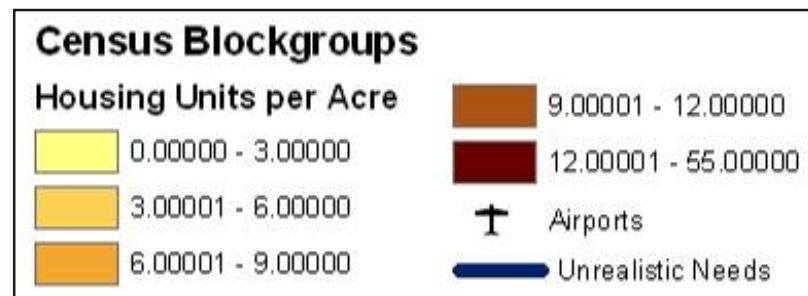 Census Blockgroups
Housing Units per Acre
0.00000 - 3.00000
3.00001 - 6.00000
6.00001 - 9.00000
9.00001 - 12.00000
12.00001 - 55.00000
Airports
Unrealistic Needs